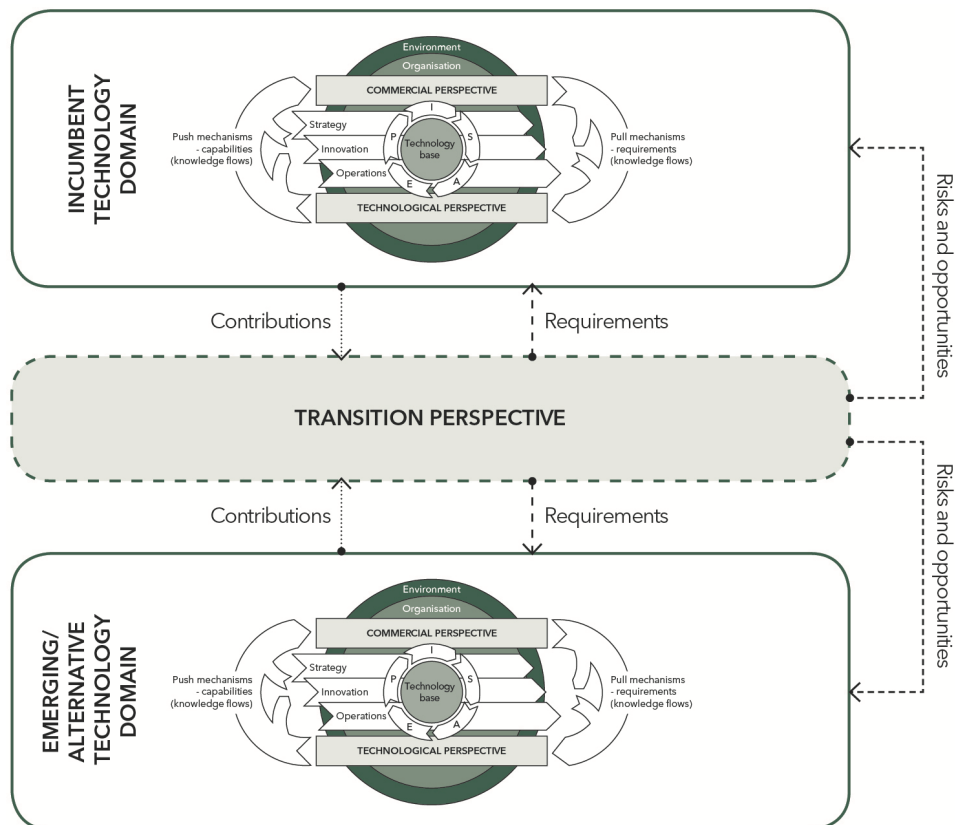 INCUMBENT
TECHNOLOGY
DOMAIN
Environment
Organisation
COMMERCIAL PERSPECTIVE
Push mechanisms
- capabilities
(knowledge flows)
Strategy
Innovation
Operations
Technology
base
P
I
S
A
E
TECHNOLOGICAL PERSPECTIVE
Pull mechanisms
- requirements
(knowledge flows)
Risks and opportunities
Contributions
Requirements
TRANSITION PERSPECTIVE
Contributions
Requirements
Risks and opportunities
EMERGING/
ALTERNATIVE
TECHNOLOGY
DOMAIN
Environment
Organisation
COMMERCIAL PERSPECTIVE
Push mechanisms
- capabilities
(knowledge flows)
Strategy
Innovation
Operations
Technology
base
P
I
S
A
E
TECHNOLOGICAL PERSPECTIVE
Pull mechanisms
- requirements
(knowledge flows)